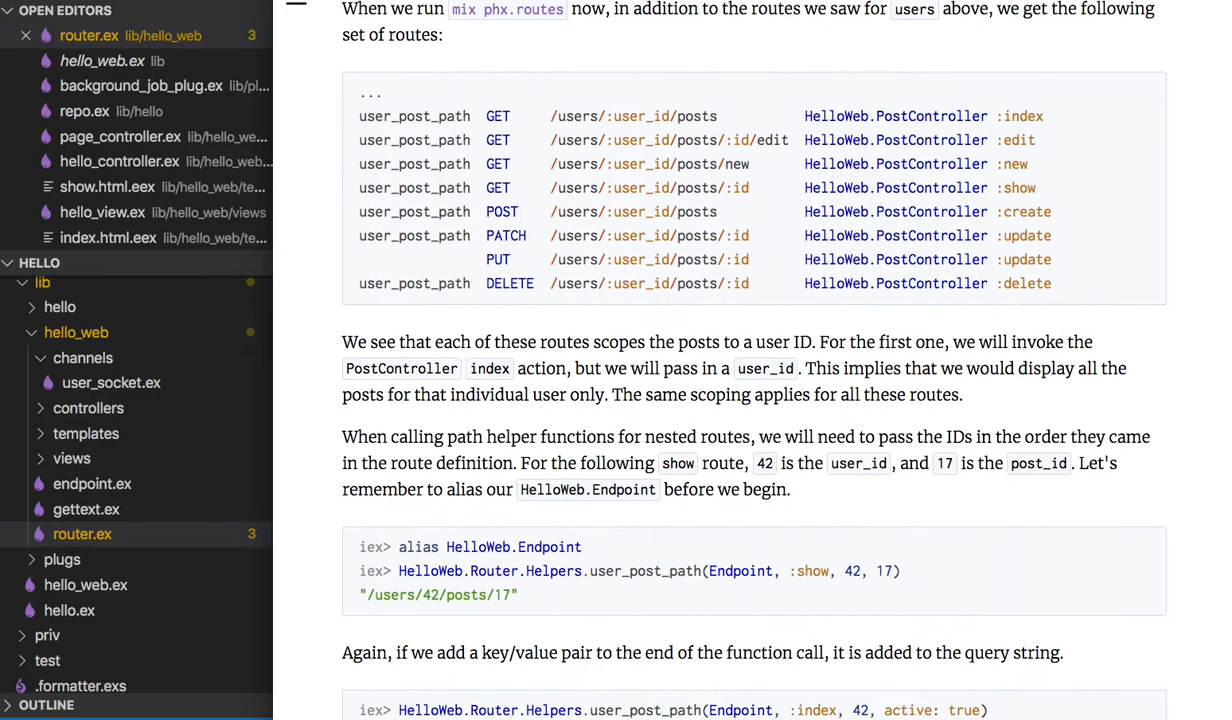 OPEN EDITORS
router.ex lib/hello_web 3
hello_web.ex lib
background_job_plug.ex lib/pl...
repo.ex lib/hello
page_controller.ex lib/hello_we...
hello_controller.ex lib/hello_web...
show.html.eex lib/hello_web/te...
hello_view.ex lib/hello_web/views
index.html.eex lib/hello_web/te...
HELLO
lib
hello
hello_web
channels
user_socket.ex
controllers
templates
views
endpoint.ex
gettext.ex
router.ex 3
plugs
hello_web.ex
hello.ex
priv
test
.formatter.exs
OUTLINE
When we run mix phx.routes now, in addition to the routes we saw for users above, we get the following
set of routes:
...
user_post_path GET /users/:user_id/posts HelloWeb.PostController :index
user_post_path GET /users/:user_id/posts/:id/edit HelloWeb.PostController :edit
user_post_path GET /users/:user_id/posts/new HelloWeb.PostController :new
user_post_path GET /users/:user_id/posts/:id HelloWeb.PostController :show
user_post_path POST /users/:user_id/posts HelloWeb.PostController :create
user_post_path PATCH /users/:user_id/posts/:id HelloWeb.PostController :update
PUT /users/:user_id/posts/:id HelloWeb.PostController :update
user_post_path DELETE /users/:user_id/posts/:id HelloWeb.PostController :delete
We see that each of these routes scopes the posts to a user ID. For the first one, we will invoke the
PostController index action, but we will pass in a user_id. This implies that we would display all the
posts for that individual user only. The same scoping applies for all these routes.
When calling path helper functions for nested routes, we will need to pass the IDs in the order they came
in the route definition. For the following show route, 42 is the user_id, and 17 is the post_id. Let's
remember to alias our HelloWeb.Endpoint before we begin.
iex> alias HelloWeb.Endpoint
iex> HelloWeb.Router.Helpers.user_post_path(Endpoint, :show, 42, 17)
"/users/42/posts/17"
Again, if we add a key/value pair to the end of the function call, it is added to the query string.
iex> HelloWeb.Router.Helpers.user_post_path(Endpoint, :index, 42, active: true)